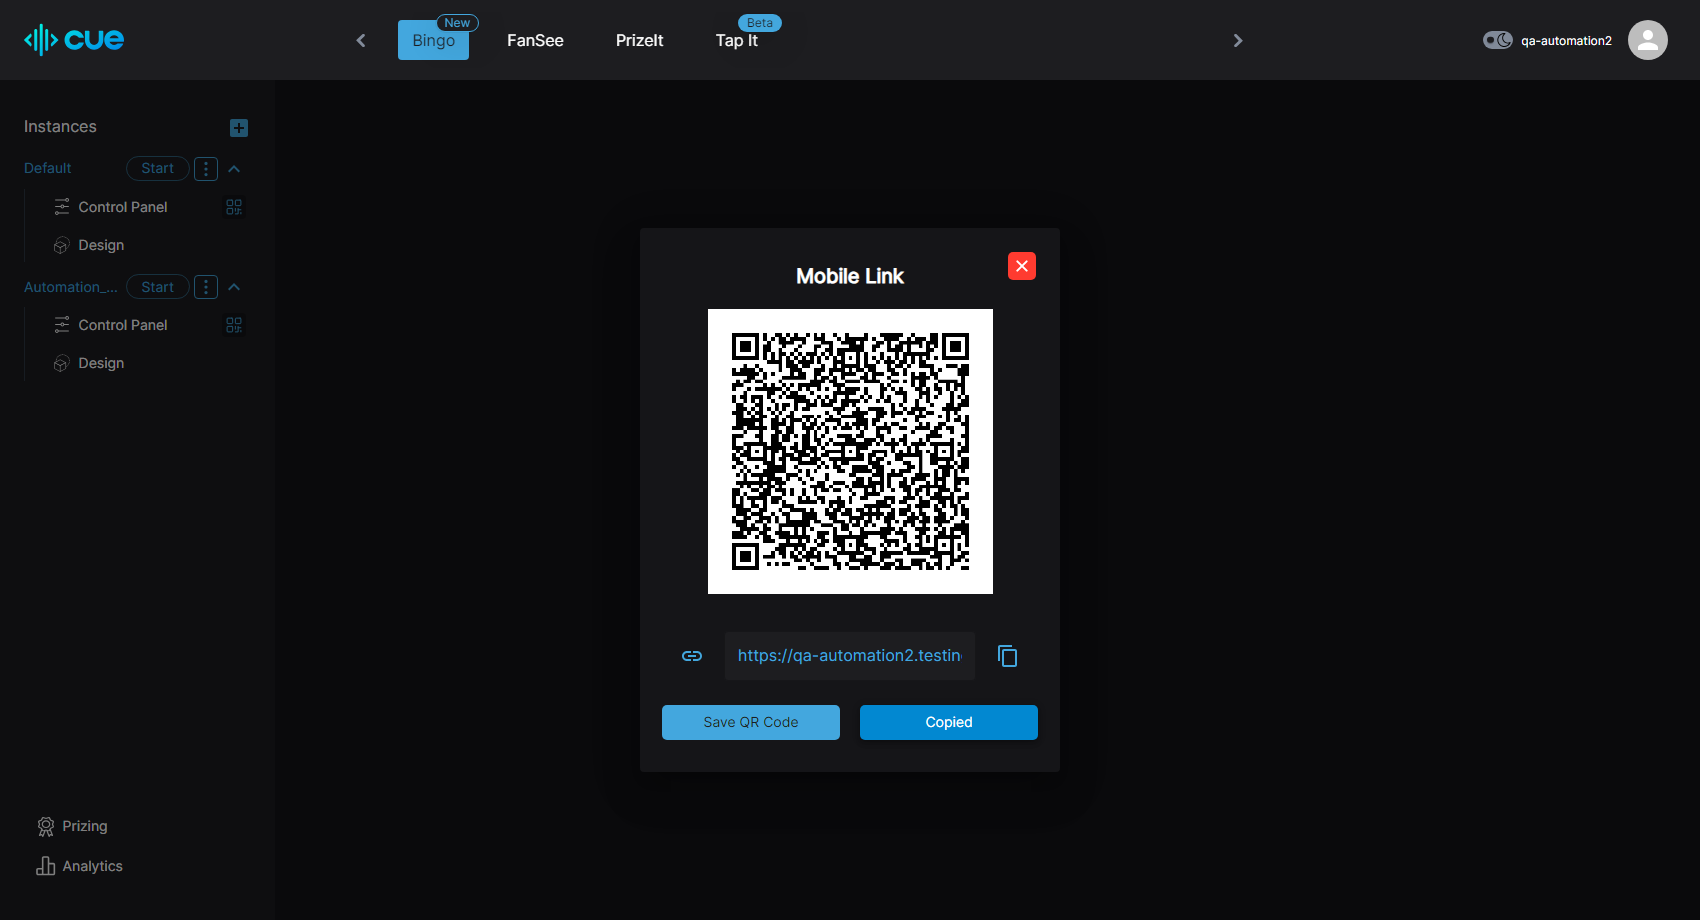 cue
Bingo
New
FanSee
PrizeIt
Tap It
Beta
qa-automation2
Instances
Default
Start
Control Panel
Design
Automation_...
Start
Control Panel
Design
Prizing
Analytics
Mobile Link
https://qa-automation2.testin
Save QR Code
Copied